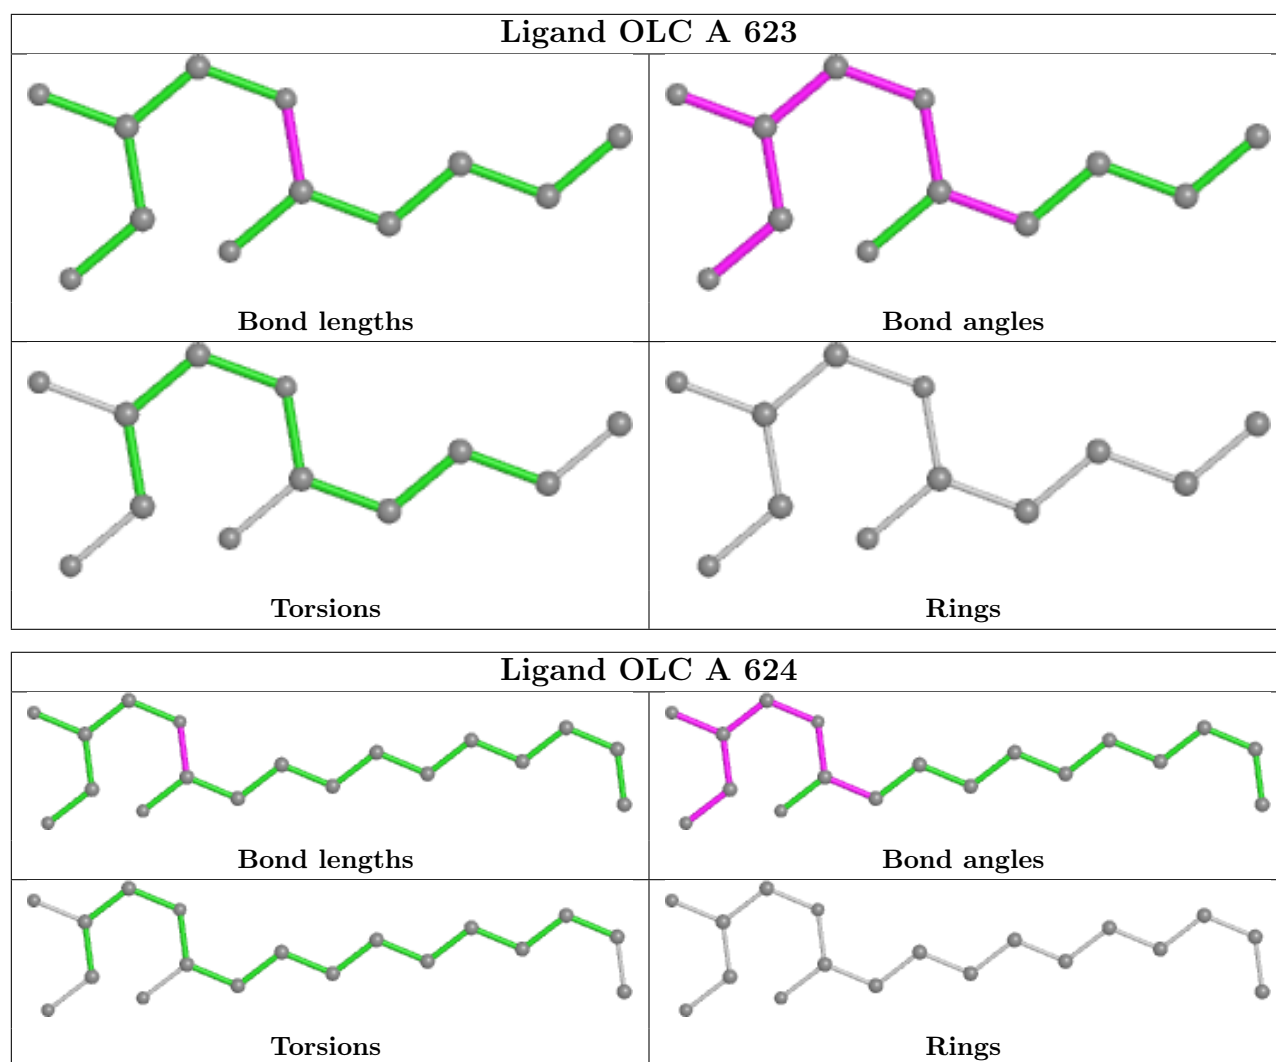 Ligand OLC A 623
Bond lengths
Bond angles
Torsions
Rings
Ligand OLC A 624
Bond lengths
Bond angles
Torsions
Rings